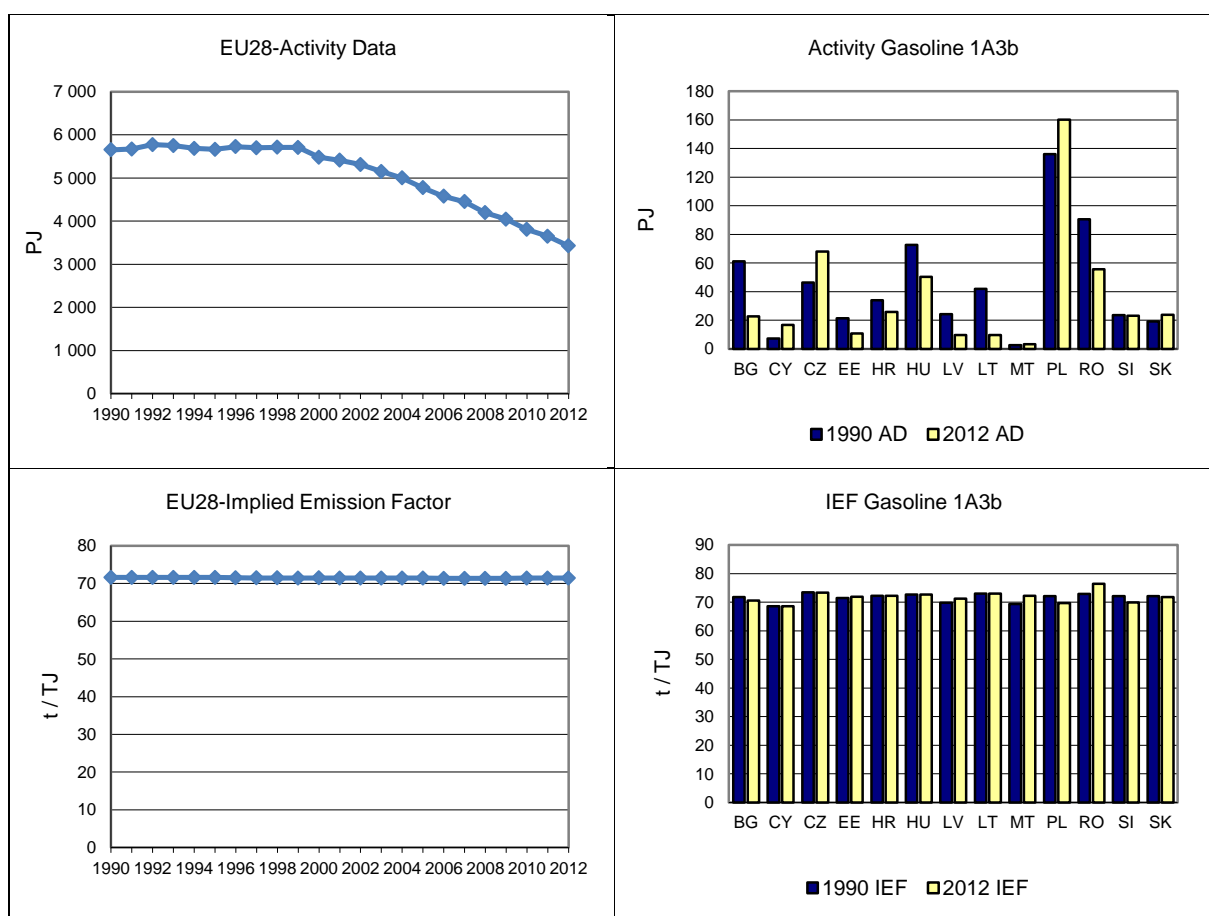 EU28-Activity Data
7 000
6 000
5 000
4 000
3 000
2 000
1 000
0
PJ
1990 1992 1994 1996 1998 2000 2002 2004 2006 2008 2010 2012
Activity Gasoline 1A3b
180
160
140
120
100
80
60
40
20
0
PJ
BG CY CZ EE HR HU LV LT MT PL RO SI SK
1990 AD 2012 AD
EU28-Implied Emission Factor
80
70
60
50
40
30
20
10
0
t / TJ
1990 1992 1994 1996 1998 2000 2002 2004 2006 2008 2010 2012
IEF Gasoline 1A3b
90
80
70
60
50
40
30
20
10
0
t / TJ
BG CY CZ EE HR HU LV LT MT PL RO SI SK
1990 IEF 2012 IEF